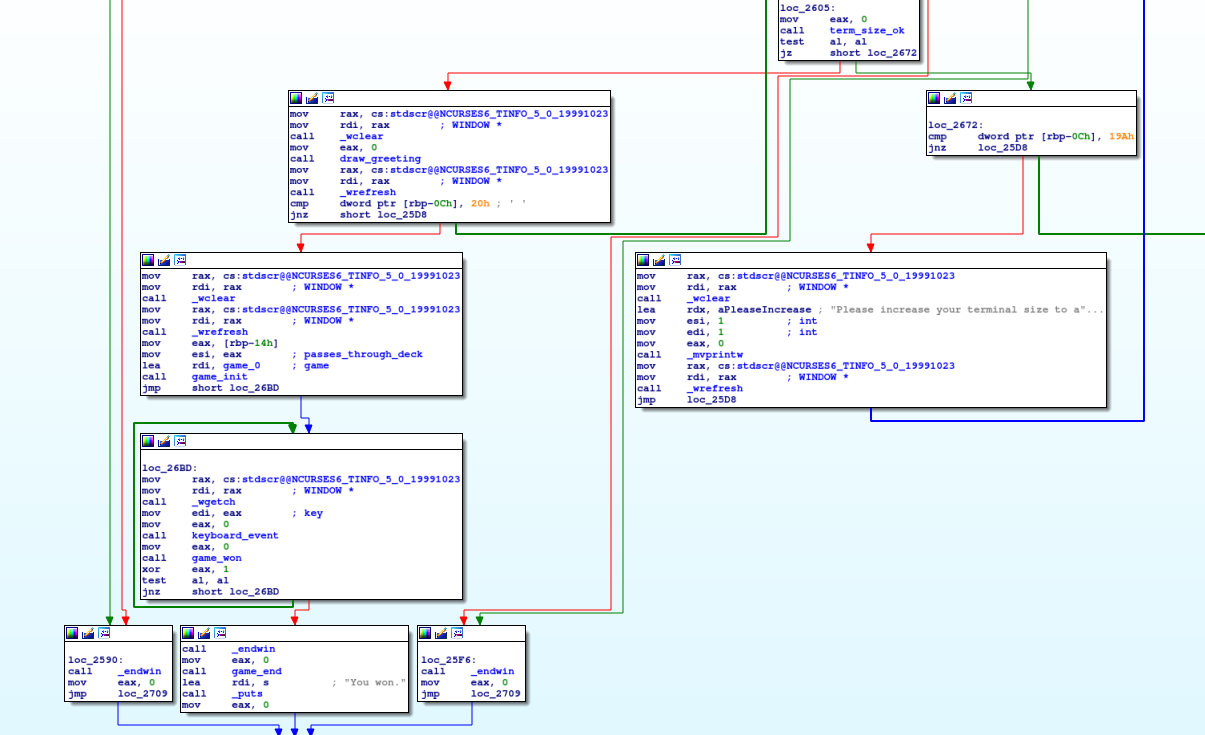 loc_2605:
mov eax, 0
call term_size_ok
test al, al
jz short loc_2672
mov rax, cs:stdscr@@NCURSES6_TINFO_5_0_19991023
mov rdi, rax ; WINDOW *
call _wclear
mov eax, 0
call draw_greeting
mov rax, cs:stdscr@@NCURSES6_TINFO_5_0_19991023
mov rdi, rax ; WINDOW *
call _wrefresh
cmp dword ptr [rbp-0Ch], 20h ; ' '
jnz short loc_25D8
loc_2672:
cmp dword ptr [rbp-0Ch], 19Ah
jnz loc_25D8
mov rax, cs:stdscr@@NCURSES6_TINFO_5_0_19991023
mov rdi, rax ; WINDOW *
call _wclear
mov rax, cs:stdscr@@NCURSES6_TINFO_5_0_19991023
mov rdi, rax ; WINDOW *
call _wrefresh
mov eax, [rbp-14h]
mov esi, eax ; passes_through_deck
lea rdi, game_0 ; game
call game_init
jmp short loc_26BD
mov rax, cs:stdscr@@NCURSES6_TINFO_5_0_19991023
mov rdi, rax ; WINDOW *
call _wclear
lea rdx, aPleaseIncrease ; "Please increase your terminal size to a"...
mov esi, 1 ; int
mov edi, 1 ; int
mov eax, 0
call _mvprintw
mov rax, cs:stdscr@@NCURSES6_TINFO_5_0_19991023
mov rdi, rax ; WINDOW *
call _wrefresh
jmp loc_25D8
loc_26BD:
mov rax, cs:stdscr@@NCURSES6_TINFO_5_0_19991023
mov rdi, rax ; WINDOW *
call _wgetch
mov edi, eax ; key
mov eax, 0
call keyboard_event
mov eax, 0
call game_won
xor eax, 1
test al, al
jnz short loc_26BD
loc_2590:
call _endwin
mov eax, 0
jmp loc_2709
call _endwin
mov eax, 0
call game_end
lea rdi, s ; "You won."
call _puts
mov eax, 0
loc_25F6:
call _endwin
mov eax, 0
jmp loc_2709